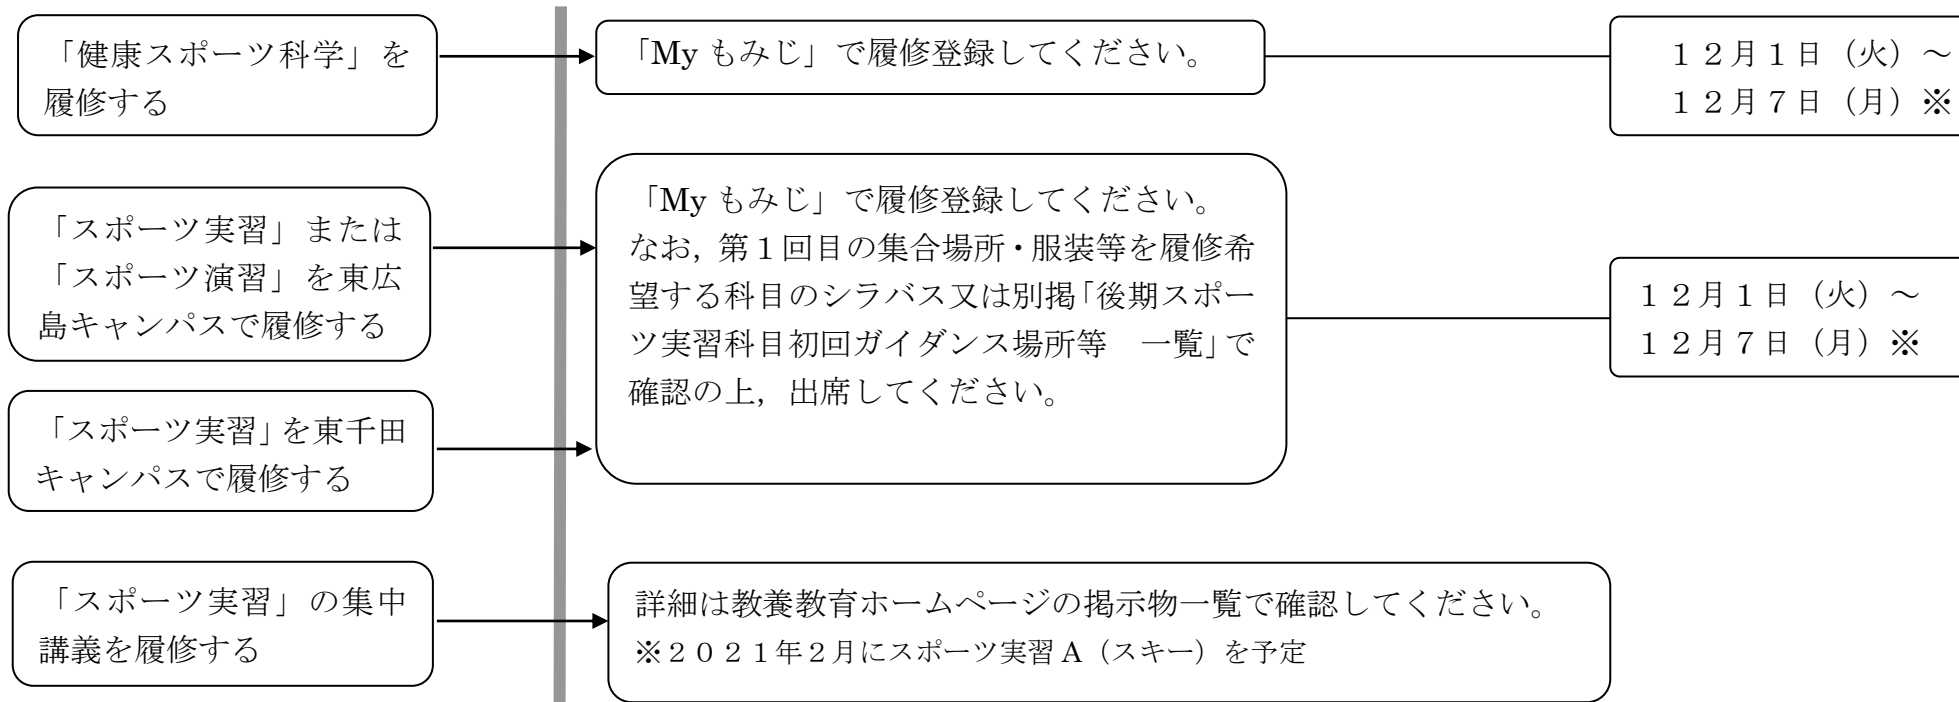 「健康スポーツ科学」を
履修する
「My もみじ」で履修登録してください。
１２月１日（火）～
１２月７日（月）※
「スポーツ実習」または
「スポーツ演習」を東広
島キャンパスで履修する
「スポーツ実習」を東千田
キャンパスで履修する
「My もみじ」で履修登録してください。
なお，第１回目の集合場所・服装等を履修希
望する科目のシラバス又は別掲「後期スポー
ツ実習科目初回ガイダンス場所等　一覧」で
確認の上，出席してください。
１２月１日（火）～
１２月７日（月）※
「スポーツ実習」の集中
講義を履修する
詳細は教養教育ホームページの掲示物一覧で確認してください。
※２０２１年２月にスポーツ実習 A（スキー）を予定